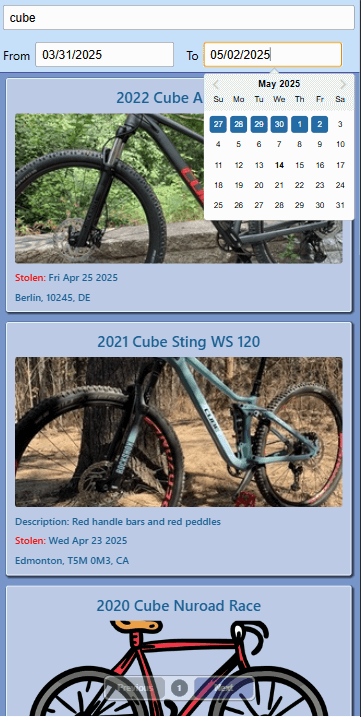 cube
From 03/31/2025 To 05/02/2025
May 2025
Su Mo Tu We Th Fr Sa
27 28 29 30 1 2 3
4 5 6 7 8 9 10
11 12 13 14 15 16 17
18 19 20 21 22 23 24
25 26 27 28 29 30 31
2022 Cube A
Stolen: Fri Apr 25 2025
Berlin, 10245, DE
2021 Cube Sting WS 120
Description: Red handle bars and red peddles
Stolen: Wed Apr 23 2025
Edmonton, T5M 0M3, CA
2020 Cube Nuroad Race
Previous 1 Next